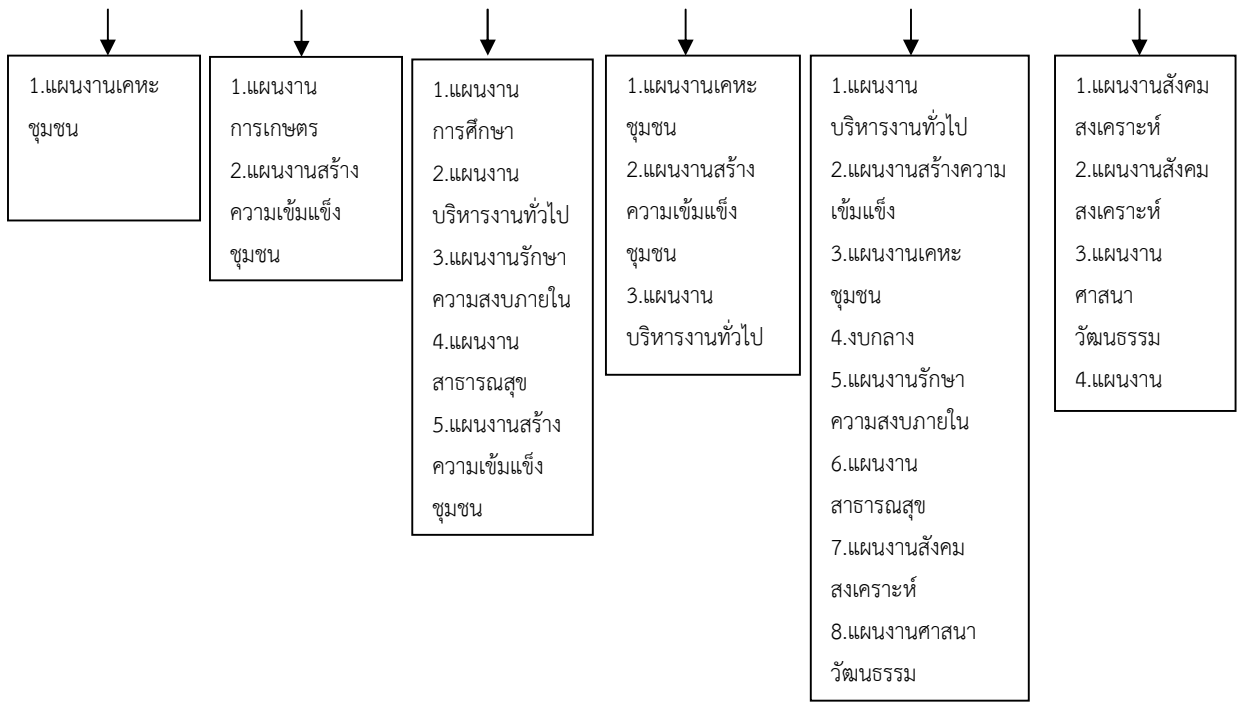 1.แผนงานเคหะ
ชุมชน
1.แผนงาน
การเกษตร
2.แผนงานสร้าง
ความเข้มแข็ง
ชุมชน
1.แผนงาน
การศึกษา
2.แผนงาน
บริหารงานทั่วไป
3.แผนงานรักษา
ความสงบภายใน
4.แผนงาน
สาธารณสุข
5.แผนงานสร้าง
ความเข้มแข็ง
ชุมชน
1.แผนงานเคหะ
ชุมชน
2.แผนงานสร้าง
ความเข้มแข็ง
ชุมชน
3.แผนงาน
บริหารงานทั่วไป
1.แผนงาน
บริหารงานทั่วไป
2.แผนงานสร้างความ
เข้มแข็ง
3.แผนงานเคหะ
ชุมชน
4.งบกลาง
5.แผนงานรักษา
ความสงบภายใน
6.แผนงาน
สาธารณสุข
7.แผนงานสังคม
สงเคราะห์
8.แผนงานศาสนา
วัฒนธรรม
1.แผนงานสังคม
สงเคราะห์
2.แผนงานสังคม
สงเคราะห์
3.แผนงาน
ศาสนา
วัฒนธรรม
4.แผนงาน